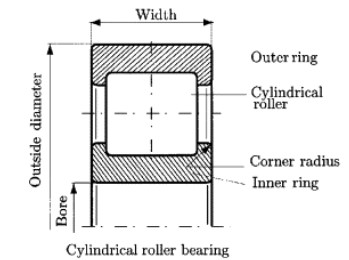 Width
Outer ring
Cylindrical
roller
Outside diameter
Corner radius
Inner ring
Bore
Cylindrical roller bearing